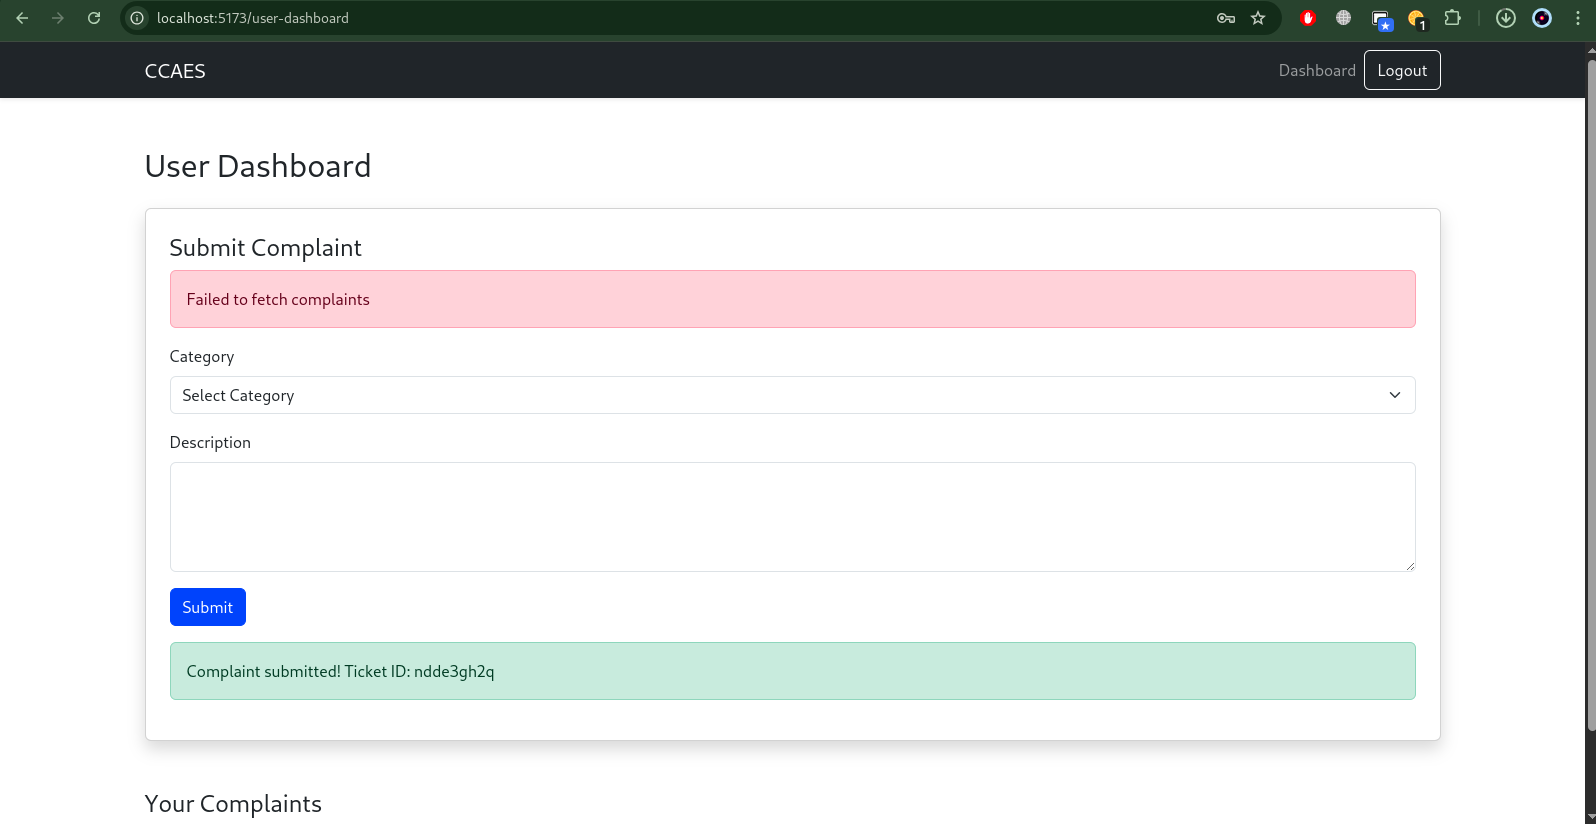 localhost:5173/user-dashboard
1
CCAES
Dashboard
Logout
User Dashboard
Submit Complaint
Failed to fetch complaints
Category
Select Category
Description
Submit
Complaint submitted! Ticket ID: ndde3gh2q
Your Complaints